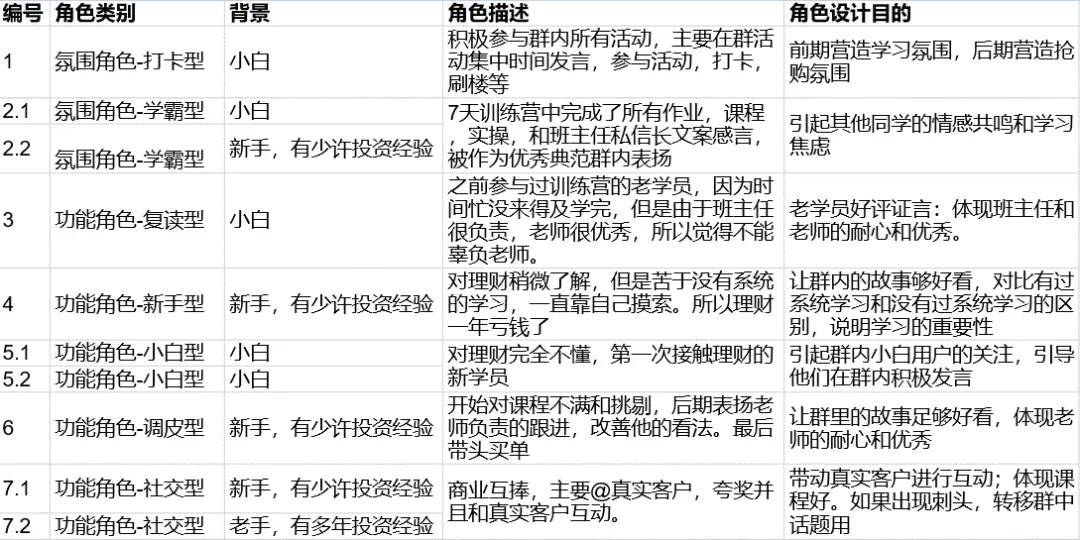 编号 角色类别 背景 角色描述 角色设计目的
1 氛围角色-打卡型 小白
积极参与群内所有活动，主要在群活
动集中时间发言，参与活动，打卡，
刷楼等
前期营造学习氛围，后期营造抢
购氛围
2.1 氛围角色-学霸型 小白
2.2 氛围角色-学霸型 新手，有少许投资经验
7天训练营中完成了所有作业，课程
，实操，和班主任私信长文案感言，
被作为优秀典范群内表扬
引起其他同学的情感共鸣和学习
焦虑
3 功能角色-复读型 小白
之前参与过训练营的老学员，因为时
间忙没来得及学完，但是由于班主任
很负责，老师很优秀，所以觉得不能
辜负老师。
老学员好评证言：体现班主任和
老师的耐心和优秀。
4 功能角色-新手型 新手，有少许投资经验
对理财稍微了解，但是苦于没有系统
的学习，一直靠自己摸索。所以理财
一年亏钱了
让群内的故事够好看，对比有过
系统学习和没有过系统学习的区
别，说明学习的重要性
5.1 功能角色-小白型 小白
5.2 功能角色-小白型 小白
对理财完全不懂，第一次接触理财的
新学员
引起群内小白用户的关注，引导
他们在群内积极发言
6 功能角色-调皮型 新手，有少许投资经验
开始对课程不满和挑剔，后期表扬老
师负责的跟进，改善他的看法。最后
带头买单
让群里的故事足够好看，体现老
师的耐心和优秀
7.1 功能角色-社交型 新手，有少许投资经验
7.2 功能角色-社交型 老手，有多年投资经验
商业互捧，主要@真实客户，夸奖并
且和真实客户互动。
带动真实客户进行互动；体现课
程好。如果出现刺头，转移群中
话题用